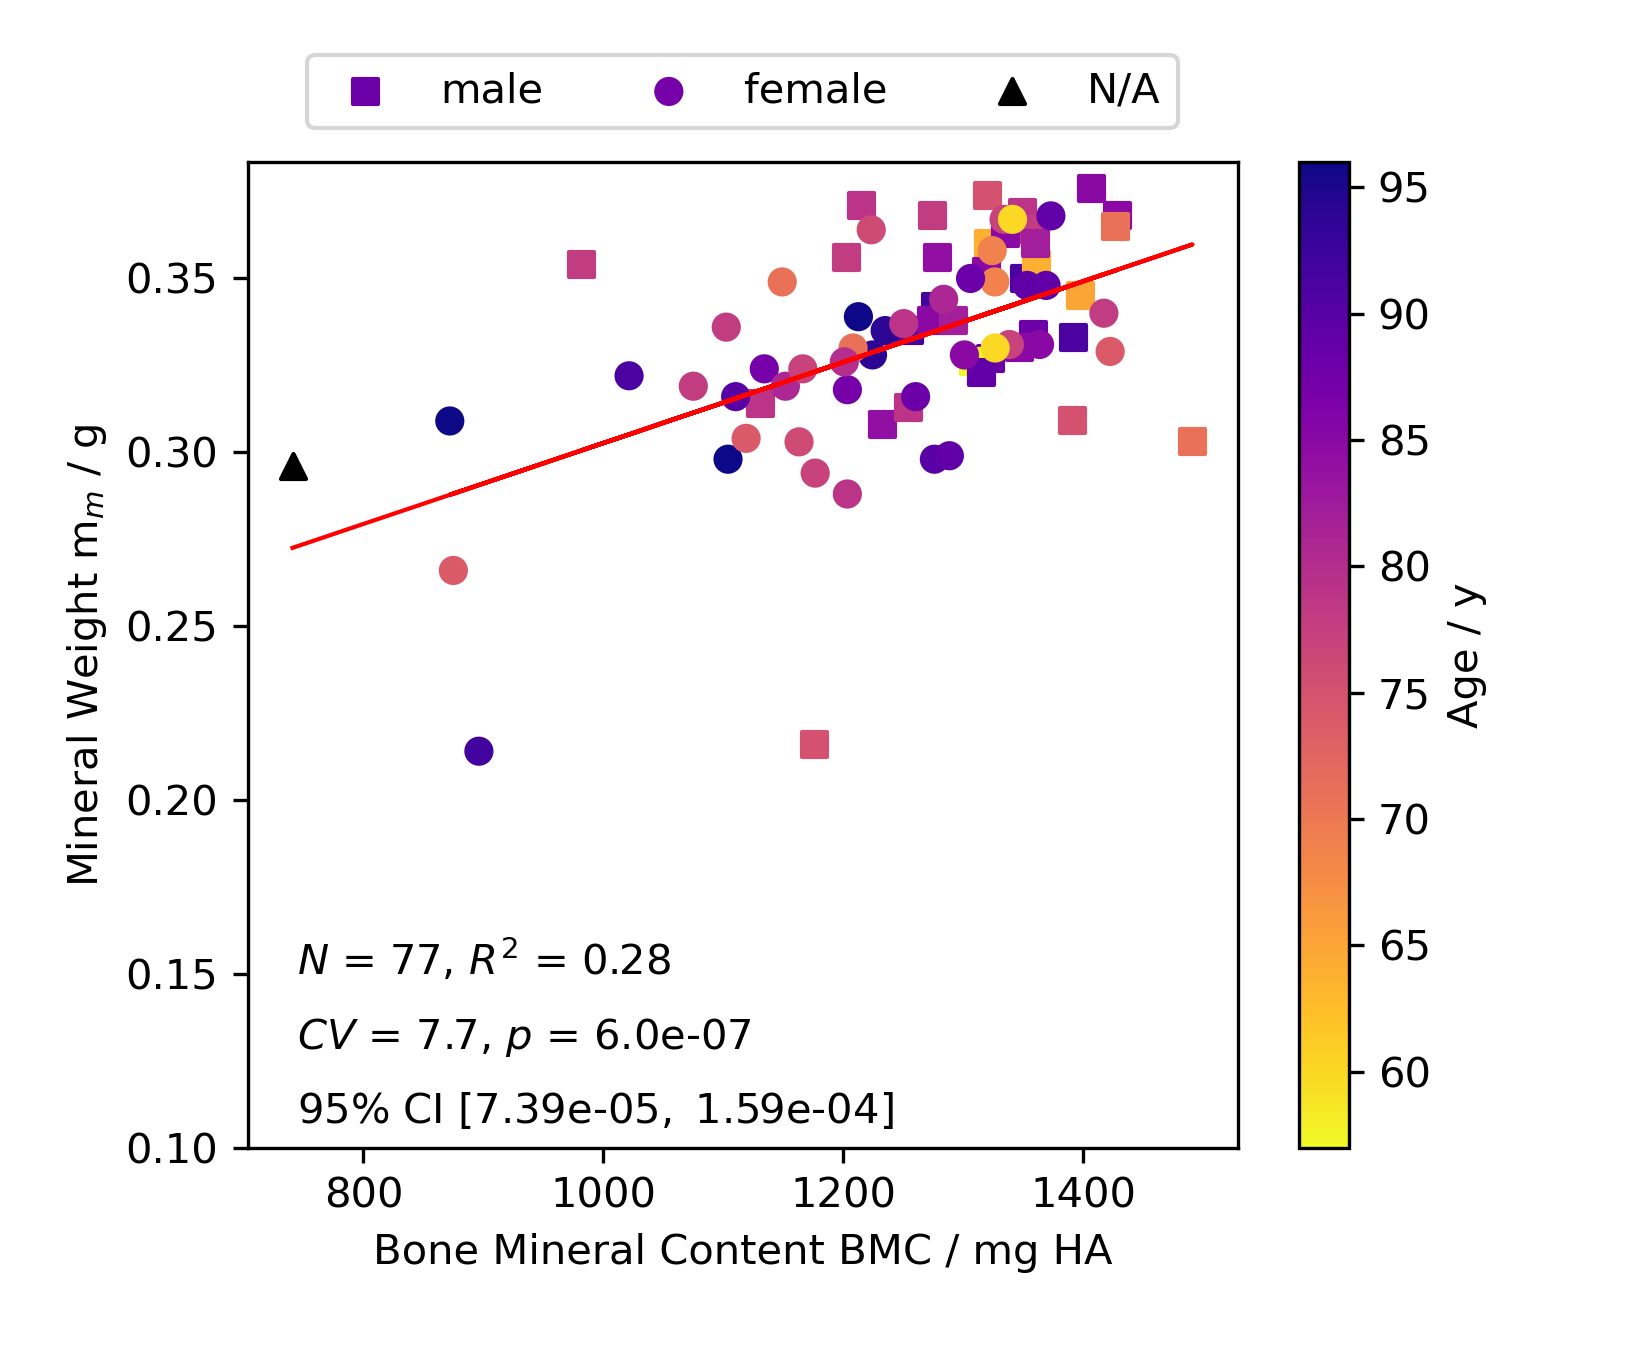 male female N/A
0.35
0.30
0.25
0.20
0.15
0.10
Mineral Weight mₘ / g
N = 77, R² = 0.28
CV = 7.7, p = 6.0e-07
95% CI [7.39e-05, 1.59e-04]
800 1000 1200 1400
Bone Mineral Content BMC / mg HA
95
90
85
80
75
70
65
60
Age / y